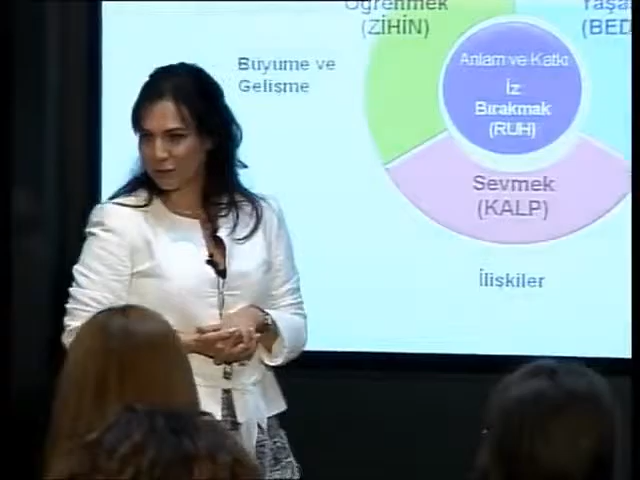 Öğrenmek
(ZİHİN)
Büyüme ve
Gelişme
Anlam ve Katkı
İz
Bırakmak
(RUH)
Sevmek
(KALP)
İlişkiler